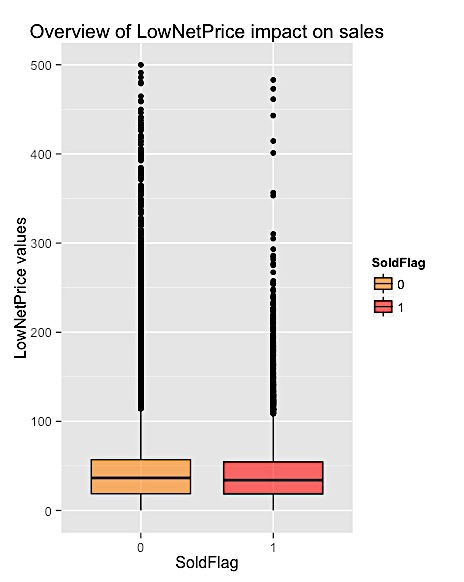 Overview of LowNetPrice impact on sales
LowNetPrice values
500
400
300
200
100
0
0
1
SoldFlag
SoldFlag
0
1